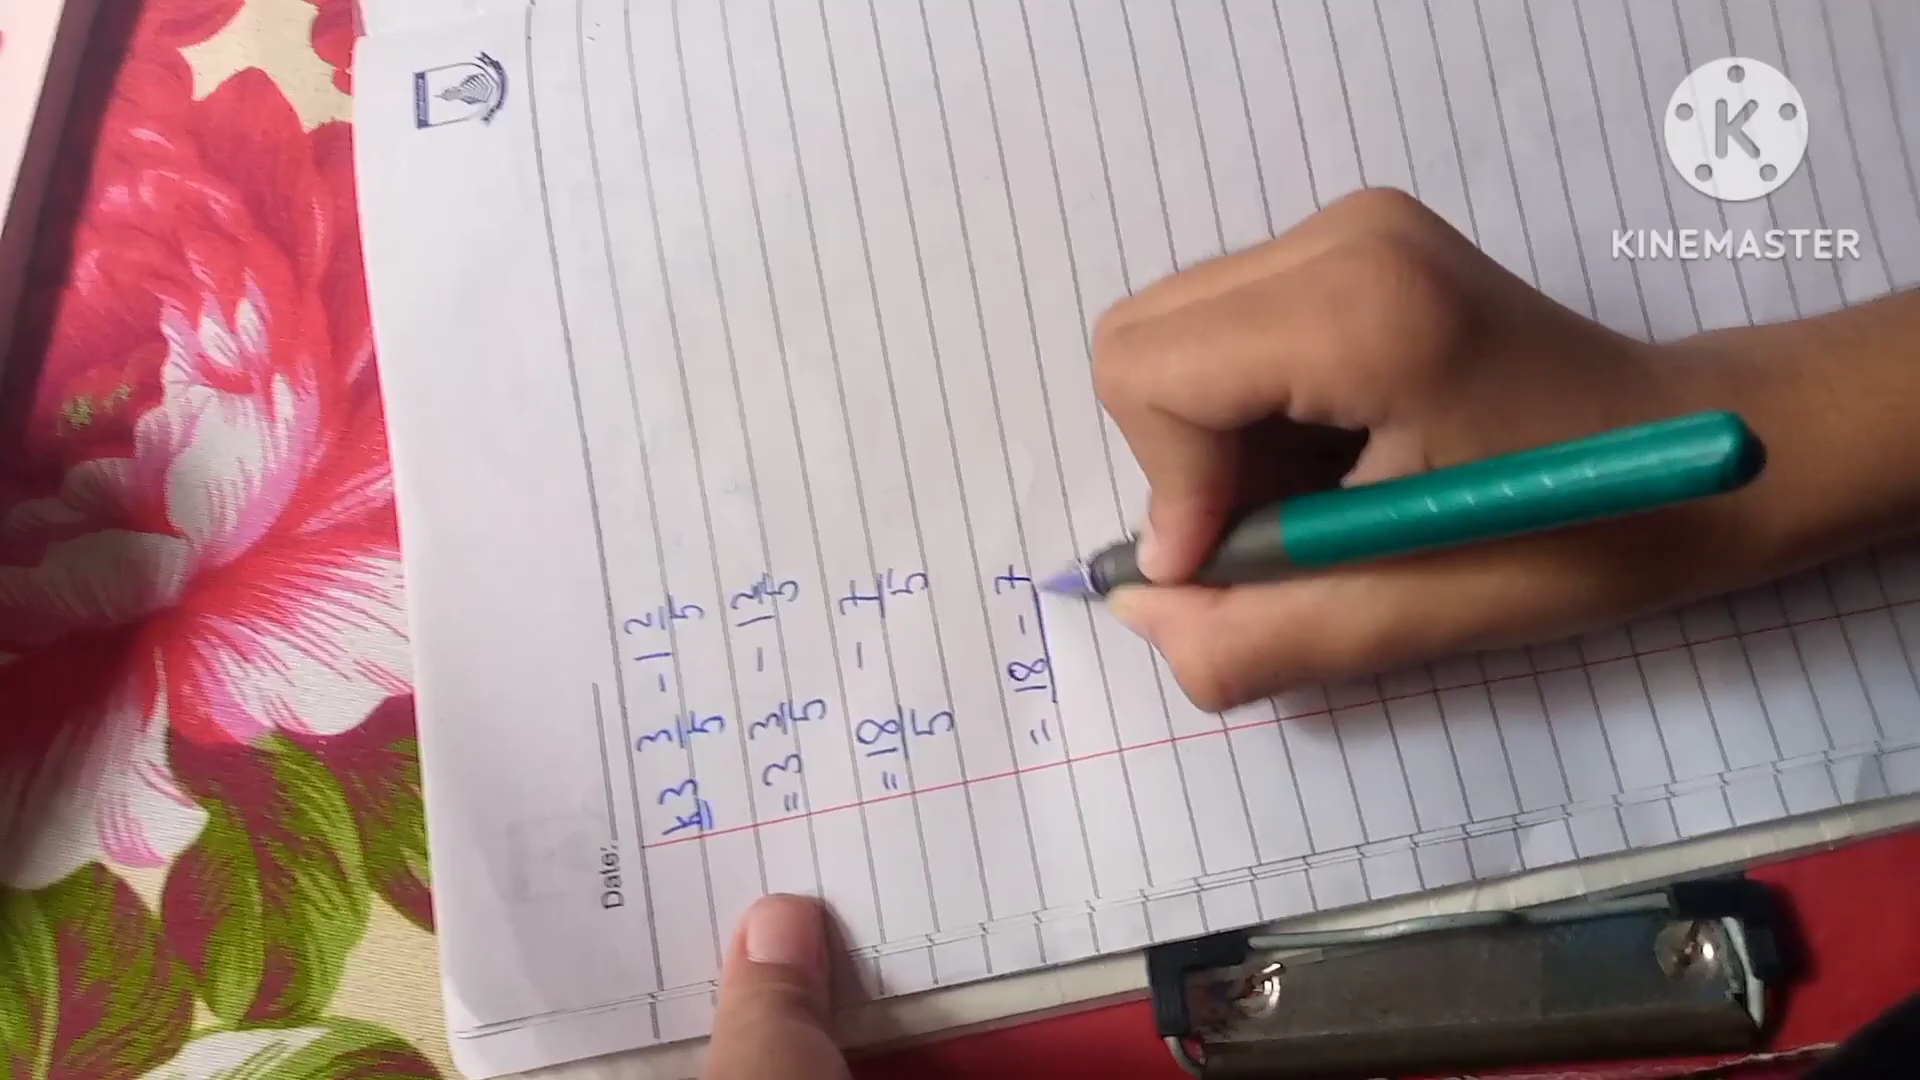 Date:
k 3 3/5 - 1 2/5
= 3 3/5 - 1 2/5
= 18/5 - 7/5
= 18 - 7
KINEMASTER